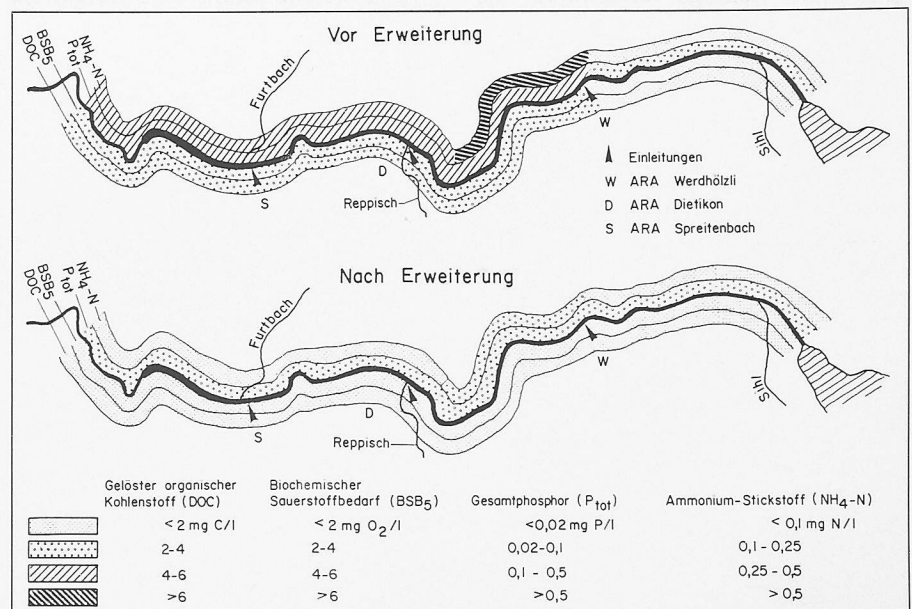 Vor Erweiterung
BSB5
DOC
NH4-N
Ptot
Furtbach
W
Sihl
D
Reppisch
S
Einleitungen
W ARA Werdhölzli
D ARA Dietikon
S ARA Spreitenbach
Nach Erweiterung
BSB5
DOC
NH4-N
Ptot
Furtbach
W
Sihl
S
D
Reppisch
Gelöster organischer Kohlenstoff (DOC)
Biochemischer Sauerstoffbedarf (BSB5)
Gesamtphosphor (Ptot)
Ammonium-Stickstoff (NH4-N)
<2 mg C/l <2 mg O2/l <0,02 mg P/l <0,1 mg N/l
2-4 2-4 0,02-0,1 0,1-0,25
4-6 4-6 0,1-0,5 0,25-0,5
>6 >6 >0,5 >0,5